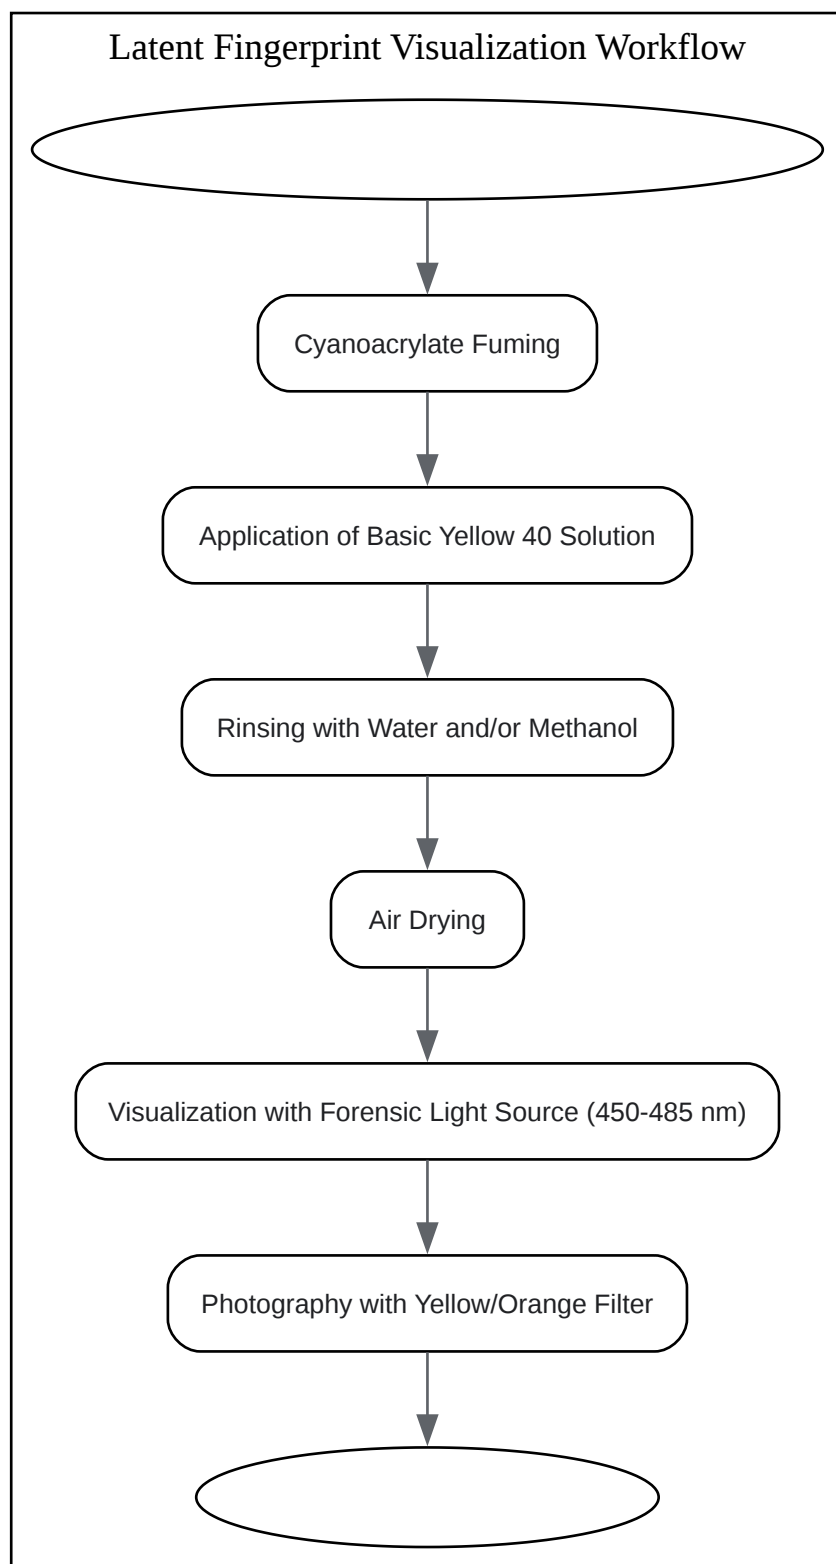 Latent Fingerprint Visualization Workflow
Cyanoacrylate Fuming
Application of Basic Yellow 40 Solution
Rinsing with Water and/or Methanol
Air Drying
Visualization with Forensic Light Source (450-485 nm)
Photography with Yellow/Orange Filter